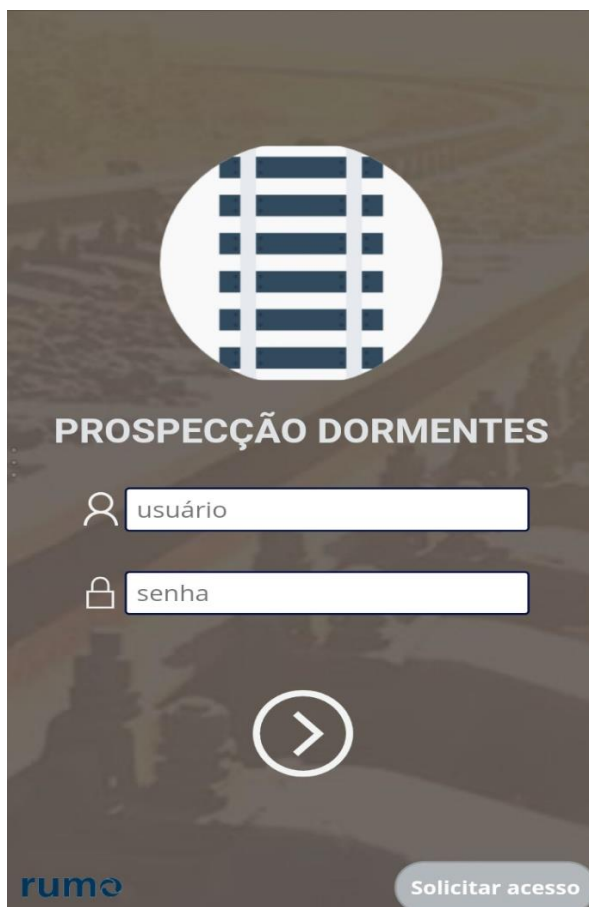 PROSPECÇÃO DORMENTES
usuário
senha
rumo
Solicitar acesso